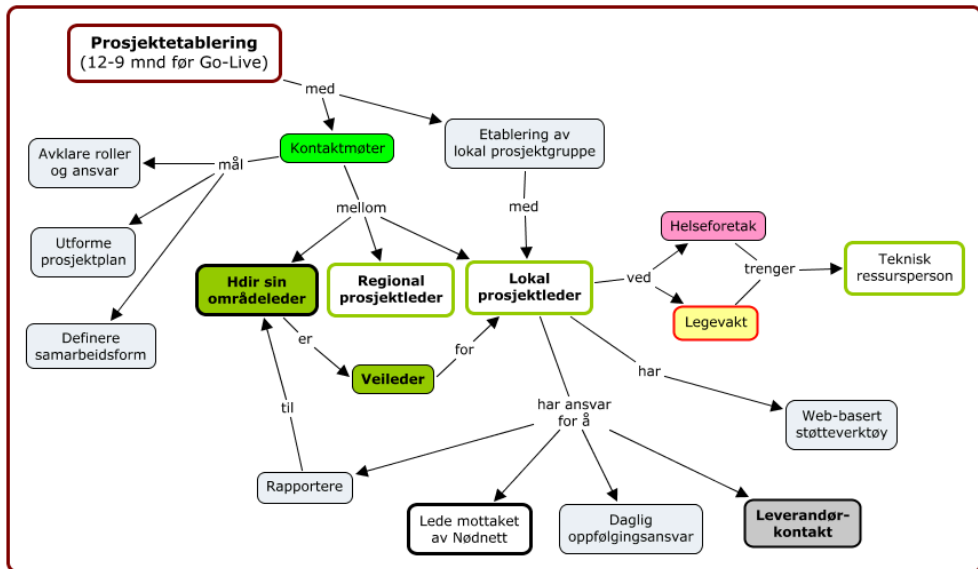 Prosjektetablering
(12-9 mnd før Go-Live)
med
Kontaktmøter
Etablering av
lokal prosjektgruppe
Avklare roller
og ansvar
mål
mellom
med
Utforme
prosjektplan
Definere
samarbeidsform
Hdir sin
områdeleder
Regional
prosjektleder
Lokal
prosjektleder
ved
Helseforetak
Legevakt
trenger
Teknisk
ressursperson
er
Veileder
for
har
Web-basert
støtteverktøy
til
har ansvar
for å
Rapportere
Lede mottaket
av Nødnett
Daglig
oppfølgingsansvar
Leverandør-
kontakt